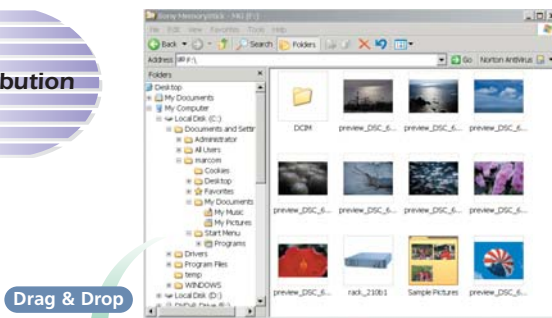 bution
Drag & Drop
Sony MemoryStick - MG (F:)
File Edit View Favorites Tools Help
Back Search Folders
Address F:\ Go Norton AntiVirus
Folders
Desktop
My Documents
My Computer
Local Disk (C:)
Documents and Settin
Administrator
All Users
marcom
Cookies
Desktop
Favorites
My Documents
My Music
My Pictures
Start Menu
Programs
Drivers
Program Files
temp
WINDOWS
Local Disk (D:)
DCIM preview_DSC_6... preview_DSC_6... preview_DSC_6...
preview_DSC_6... preview_DSC_6... preview_DSC_6... preview_DSC_6...
preview_DSC_6... rack_210b1 Sample Pictures preview_DSC_6...